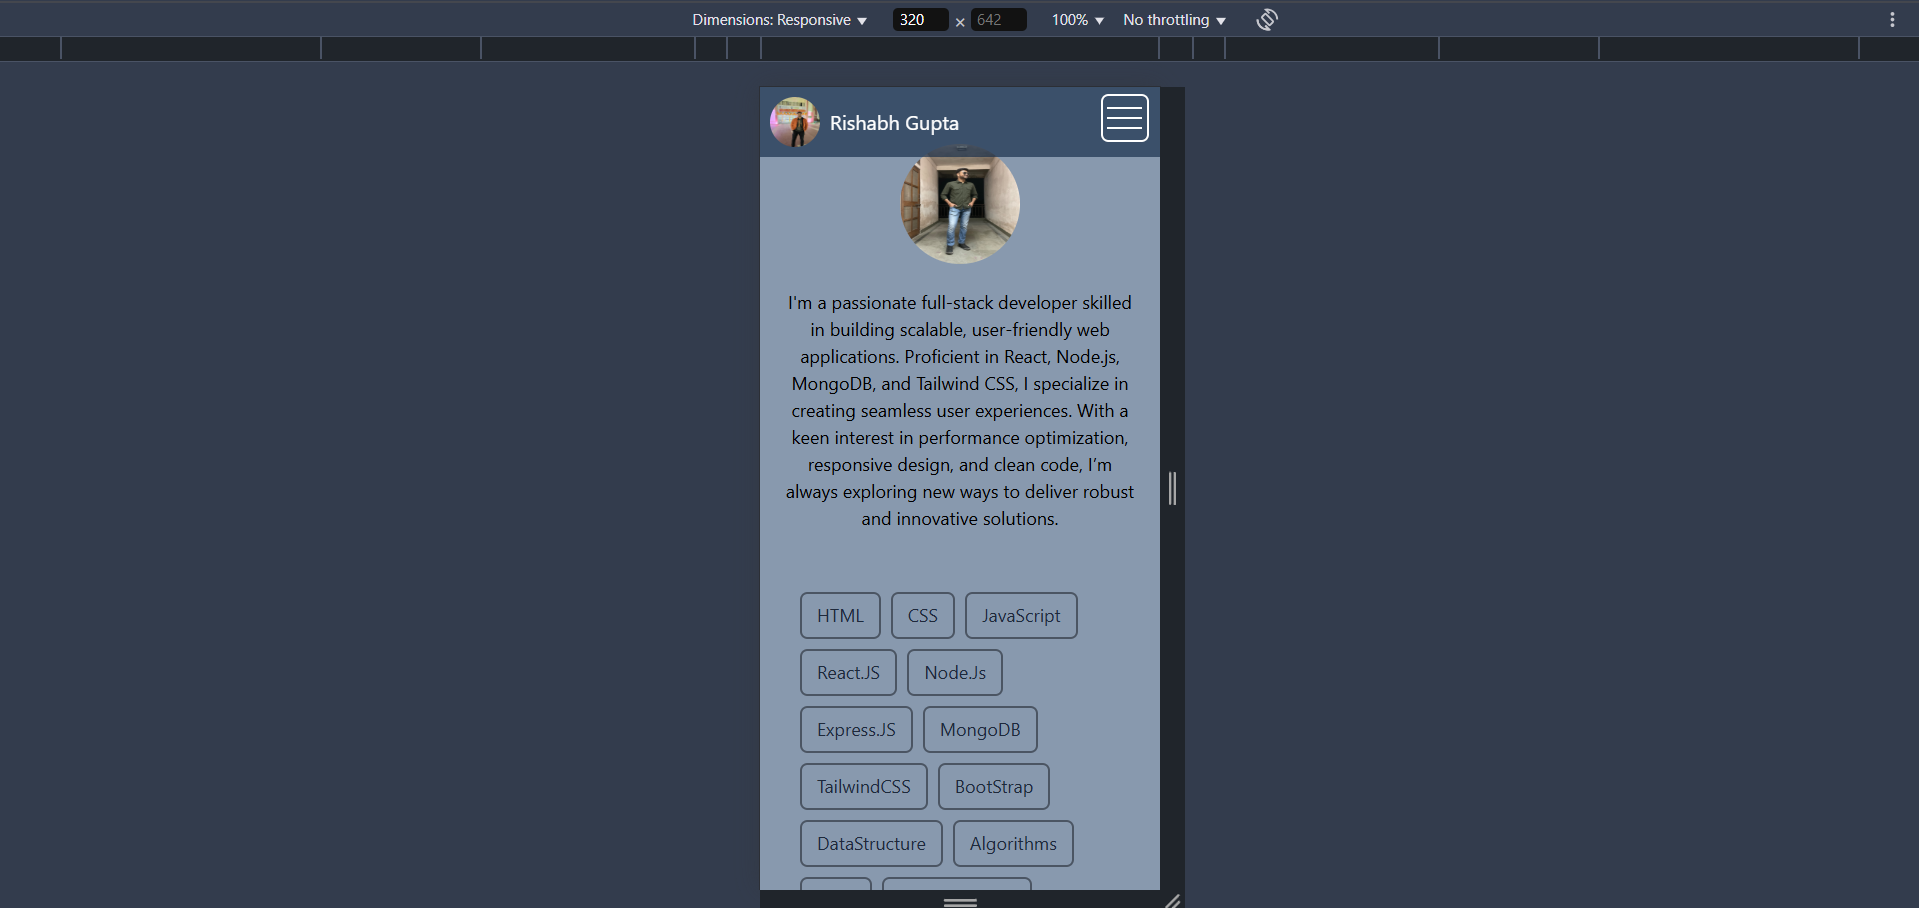 Dimensions: Responsive ▼ 320 × 642 100% ▼ No throttling ▼
Rishabh Gupta
I'm a passionate full-stack developer skilled
in building scalable, user-friendly web
applications. Proficient in React, Node.js,
MongoDB, and Tailwind CSS, I specialize in
creating seamless user experiences. With a
keen interest in performance optimization,
responsive design, and clean code, I’m
always exploring new ways to deliver robust
and innovative solutions.
HTML CSS JavaScript
React.JS Node.Js
Express.JS MongoDB
TailwindCSS BootStrap
DataStructure Algorithms